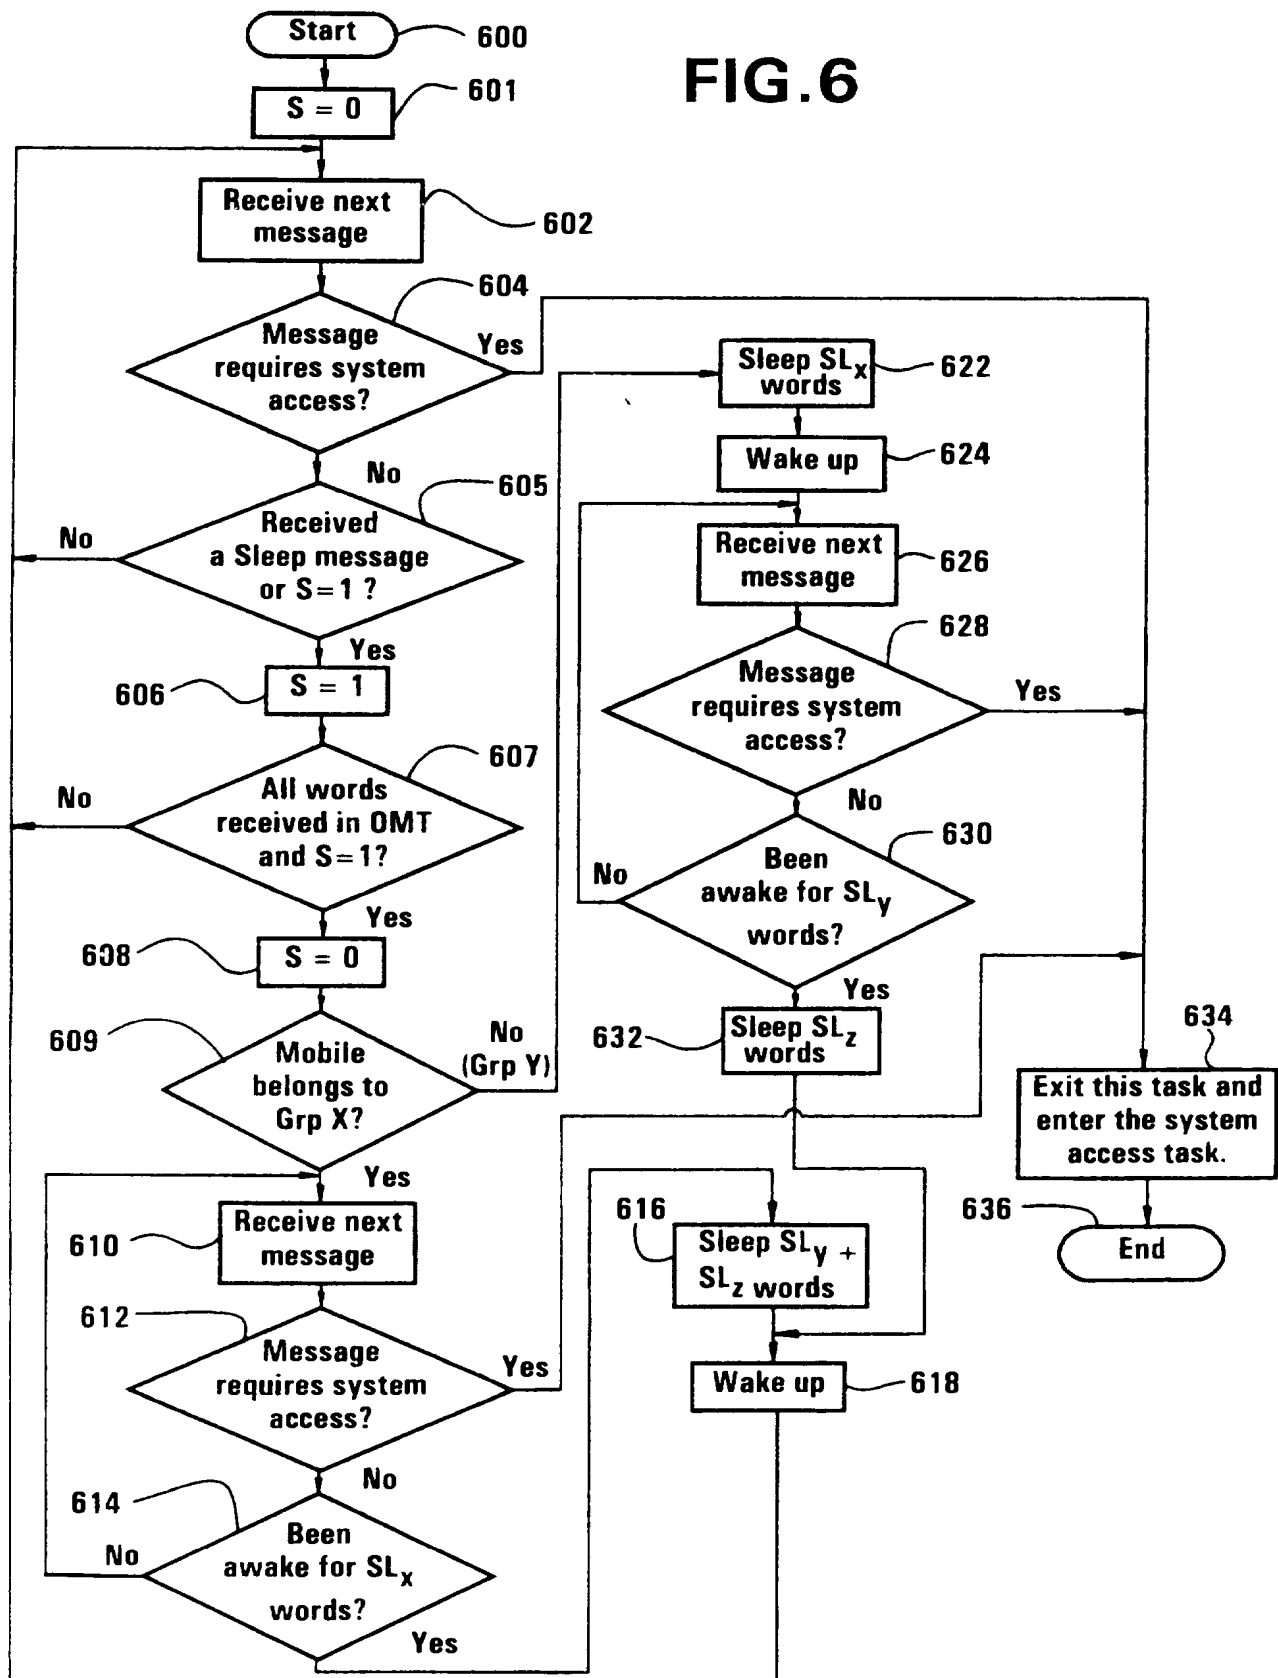 FIG.6
Start
600
S = 0
601
Receive next
message
602
Message
requires system
access?
604
Yes
No
Received
a Sleep message
or S=1 ?
605
No
Yes
S = 1
606
All words
received in OMT
and S=1?
607
No
Yes
S = 0
608
Mobile
belongs to
Grp X?
609
No
(Grp Y)
Yes
Receive next
message
610
Message
requires system
access?
612
Yes
No
Been
awake for SLx
words?
614
No
Yes
Sleep SLx
words
622
Wake up
624
Receive next
message
626
Message
requires system
access?
628
Yes
No
Been
awake for SLy
words?
630
No
Yes
Sleep SLz
words
632
Sleep SLy +
SLz words
616
Wake up
618
Exit this task and
enter the system
access task.
634
End
636